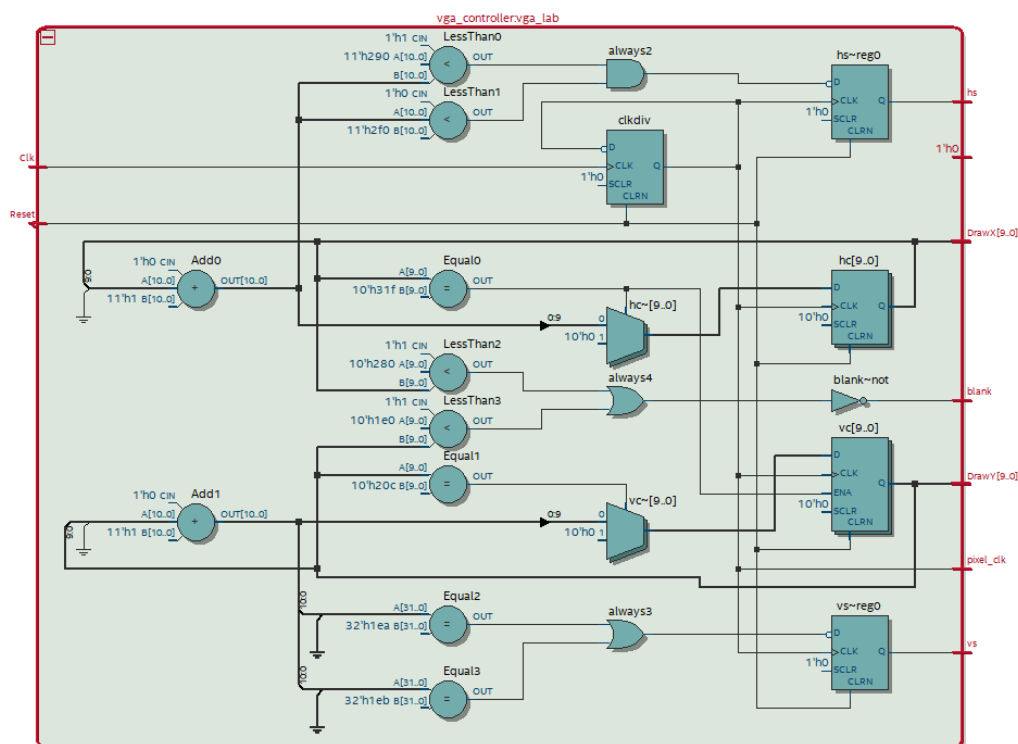 vga_controller:vga_lab
1'h1 CIN
LessThan0
11'h290 A[10..0]
OUT
B[10..0]
always2
hs~reg0
D
CLK
Q
1'h0
SCLR
CLRN
hs
1'h0 CIN
LessThan1
A[10..0]
OUT
11'h2f0 B[10..0]
clkdiv
D
CLK
Q
1'h0
SCLR
CLRN
Clk
1'h0
Reset
DrawX[9..0]
9:0
1'h0 CIN
Add0
A[10..0]
OUT[10..0]
11'h1 B[10..0]
Equal0
A[9..0]
OUT
10'h31f B[9..0]
hc[9..0]
D
CLK
Q
10'h0
SCLR
CLRN
hc~[9..0]
0:9
0
10'h0
1
1'h1 CIN
LessThan2
10'h280 A[9..0]
OUT
B[9..0]
always4
blank~not
blank
1'h1 CIN
LessThan3
10'h1e0 A[9..0]
OUT
B[9..0]
vc[9..0]
D
CLK
ENA
Q
10'h0
SCLR
CLRN
DrawY[9..0]
Equal1
A[9..0]
OUT
10'h20c B[9..0]
9:0
1'h0 CIN
Add1
A[10..0]
OUT[10..0]
11'h1 B[10..0]
vc~[9..0]
0:9
0
10'h0
1
pixel_clk
10:0
Equal2
A[31..0]
OUT
32'h1ea B[31..0]
always3
vs~reg0
D
CLK
Q
1'h0
SCLR
CLRN
vs
10:0
Equal3
A[31..0]
OUT
32'h1eb B[31..0]